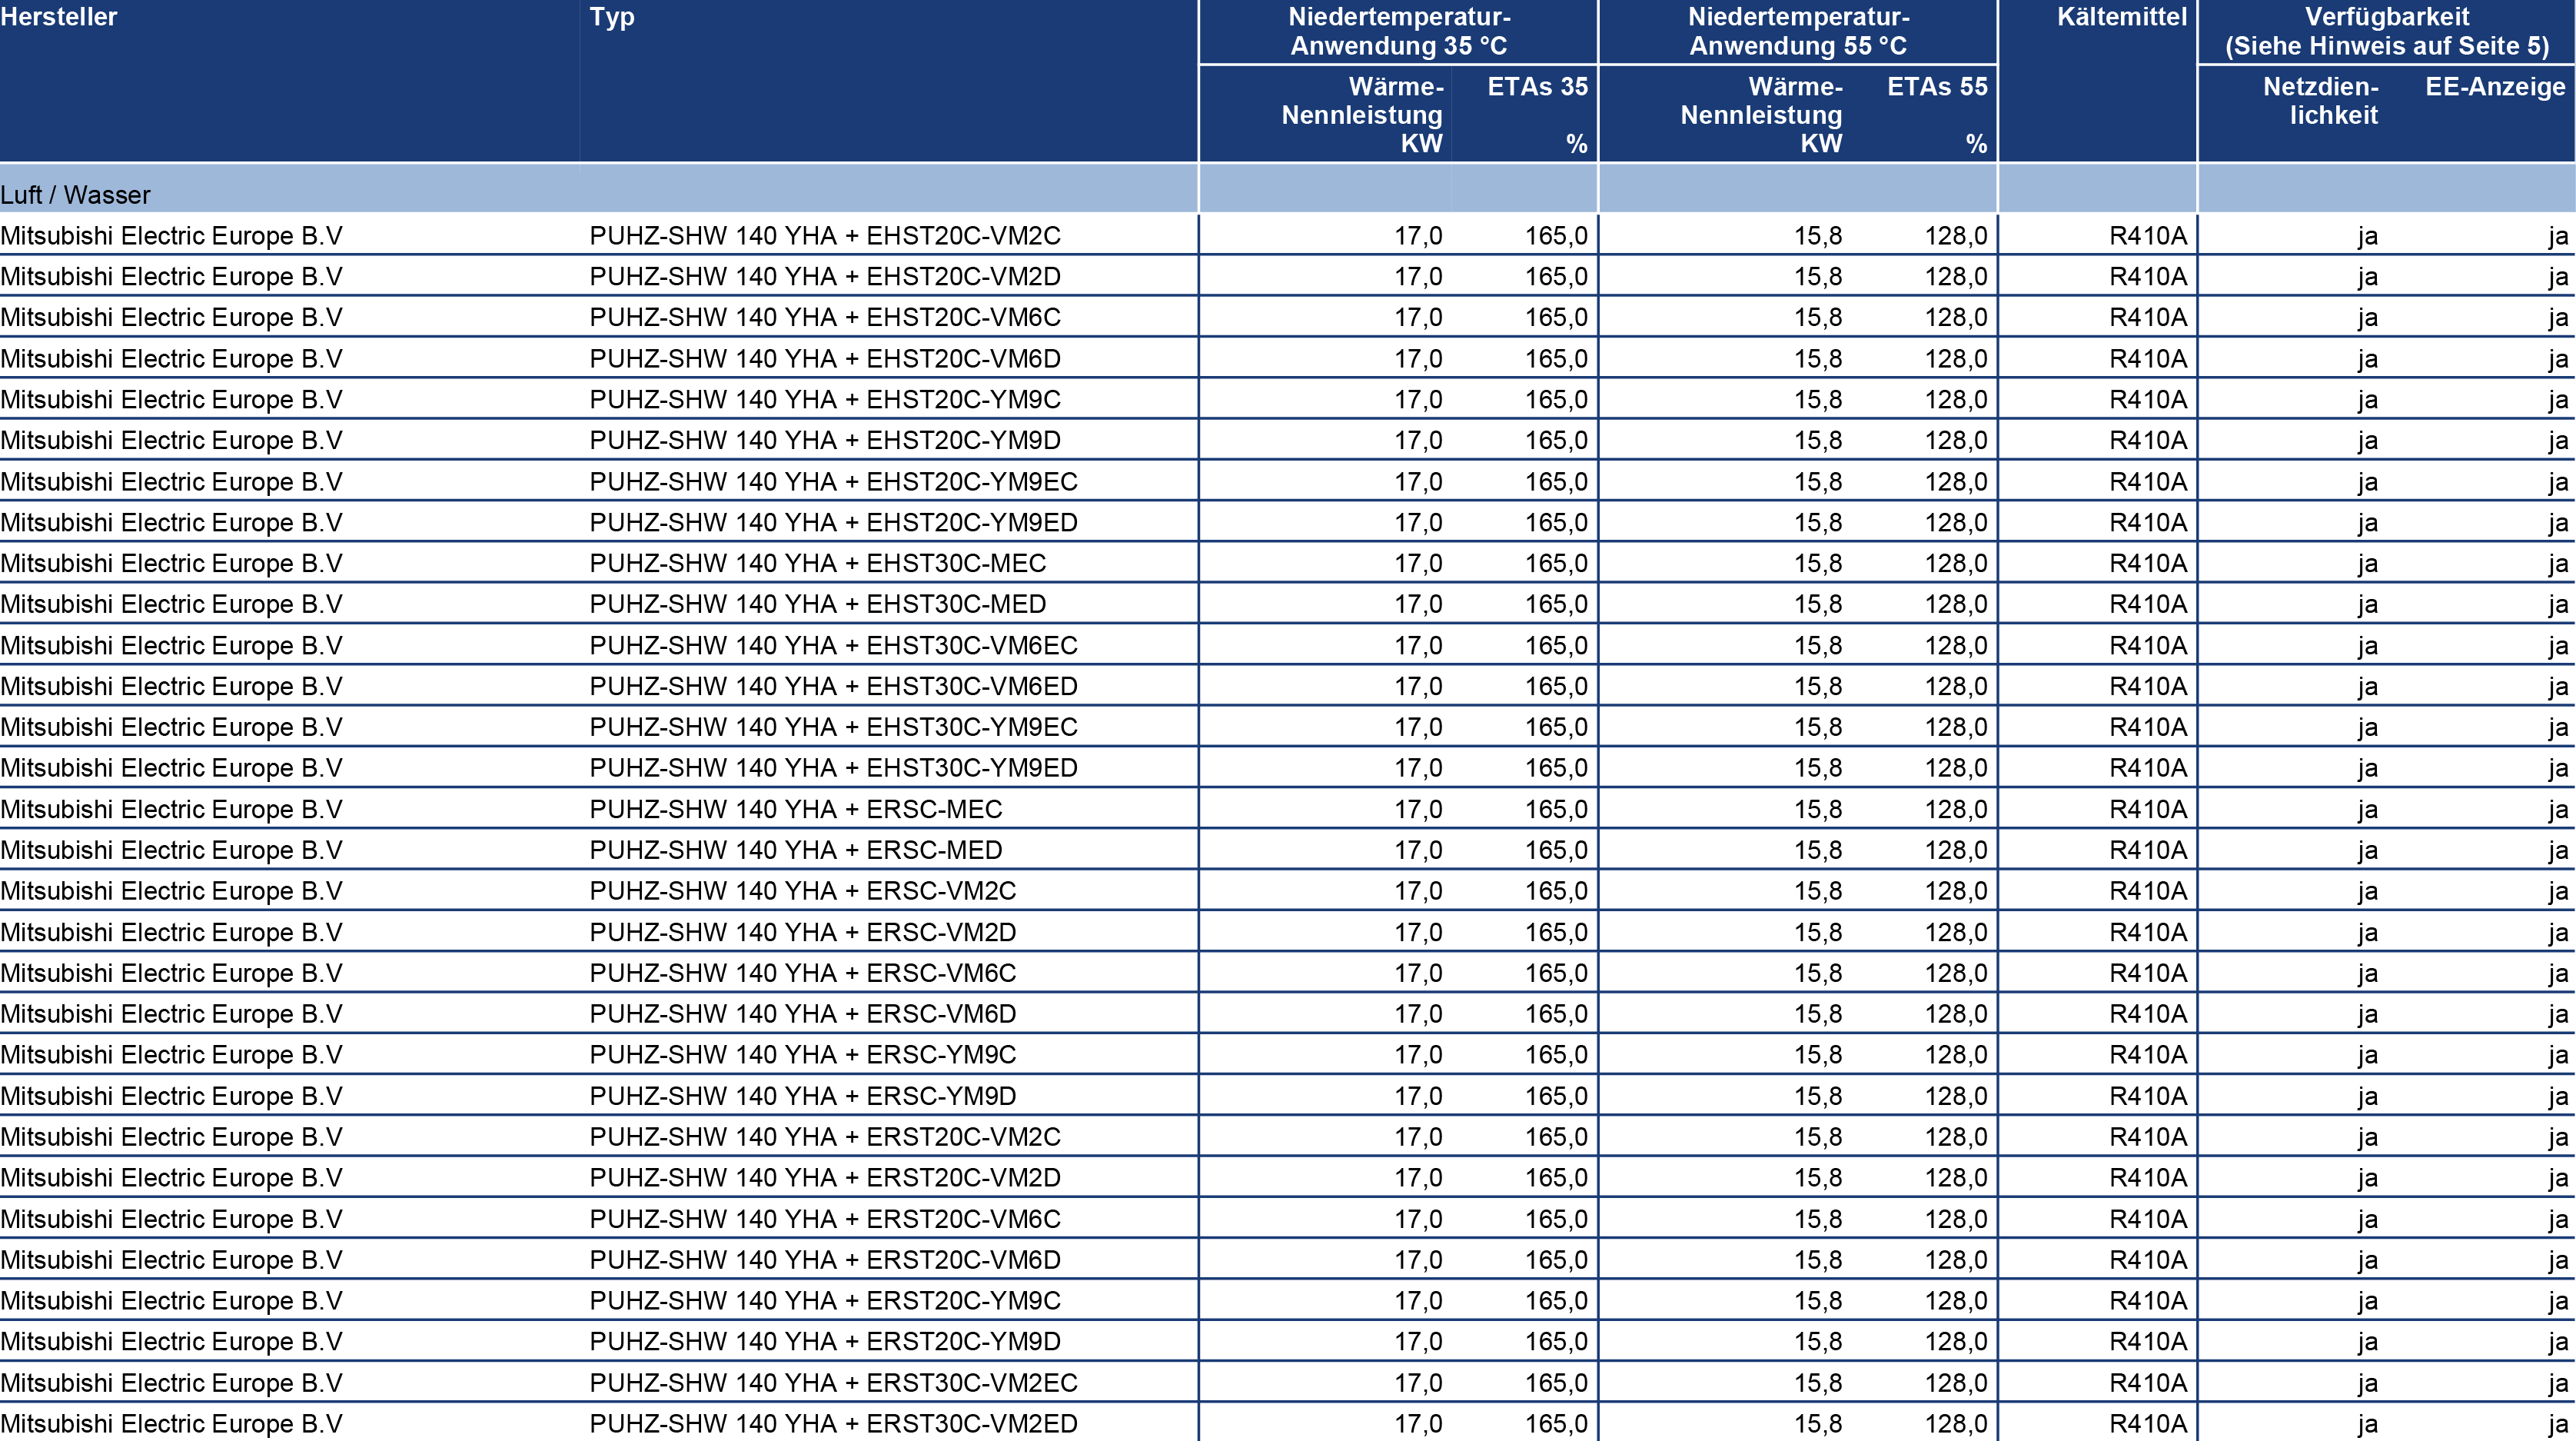 Hersteller Typ Niedertemperatur- Niedertemperatur- Kältemittel Verfügbarkeit
Anwendung 35 °C Anwendung 55 °C (Siehe Hinweis auf Seite 5)
Wärme- ETAs 35 Wärme- ETAs 55 Netzdien- EE-Anzeige
Nennleistung Nennleistung lichkeit
KW % KW %
Luft / Wasser
Mitsubishi Electric Europe B.V PUHZ-SHW 140 YHA + EHST20C-VM2C 17,0 165,0 15,8 128,0 R410A ja ja
Mitsubishi Electric Europe B.V PUHZ-SHW 140 YHA + EHST20C-VM2D 17,0 165,0 15,8 128,0 R410A ja ja
Mitsubishi Electric Europe B.V PUHZ-SHW 140 YHA + EHST20C-VM6C 17,0 165,0 15,8 128,0 R410A ja ja
Mitsubishi Electric Europe B.V PUHZ-SHW 140 YHA + EHST20C-VM6D 17,0 165,0 15,8 128,0 R410A ja ja
Mitsubishi Electric Europe B.V PUHZ-SHW 140 YHA + EHST20C-YM9C 17,0 165,0 15,8 128,0 R410A ja ja
Mitsubishi Electric Europe B.V PUHZ-SHW 140 YHA + EHST20C-YM9D 17,0 165,0 15,8 128,0 R410A ja ja
Mitsubishi Electric Europe B.V PUHZ-SHW 140 YHA + EHST20C-YM9EC 17,0 165,0 15,8 128,0 R410A ja ja
Mitsubishi Electric Europe B.V PUHZ-SHW 140 YHA + EHST20C-YM9ED 17,0 165,0 15,8 128,0 R410A ja ja
Mitsubishi Electric Europe B.V PUHZ-SHW 140 YHA + EHST30C-MEC 17,0 165,0 15,8 128,0 R410A ja ja
Mitsubishi Electric Europe B.V PUHZ-SHW 140 YHA + EHST30C-MED 17,0 165,0 15,8 128,0 R410A ja ja
Mitsubishi Electric Europe B.V PUHZ-SHW 140 YHA + EHST30C-VM6EC 17,0 165,0 15,8 128,0 R410A ja ja
Mitsubishi Electric Europe B.V PUHZ-SHW 140 YHA + EHST30C-VM6ED 17,0 165,0 15,8 128,0 R410A ja ja
Mitsubishi Electric Europe B.V PUHZ-SHW 140 YHA + EHST30C-YM9EC 17,0 165,0 15,8 128,0 R410A ja ja
Mitsubishi Electric Europe B.V PUHZ-SHW 140 YHA + EHST30C-YM9ED 17,0 165,0 15,8 128,0 R410A ja ja
Mitsubishi Electric Europe B.V PUHZ-SHW 140 YHA + ERSC-MEC 17,0 165,0 15,8 128,0 R410A ja ja
Mitsubishi Electric Europe B.V PUHZ-SHW 140 YHA + ERSC-MED 17,0 165,0 15,8 128,0 R410A ja ja
Mitsubishi Electric Europe B.V PUHZ-SHW 140 YHA + ERSC-VM2C 17,0 165,0 15,8 128,0 R410A ja ja
Mitsubishi Electric Europe B.V PUHZ-SHW 140 YHA + ERSC-VM2D 17,0 165,0 15,8 128,0 R410A ja ja
Mitsubishi Electric Europe B.V PUHZ-SHW 140 YHA + ERSC-VM6C 17,0 165,0 15,8 128,0 R410A ja ja
Mitsubishi Electric Europe B.V PUHZ-SHW 140 YHA + ERSC-VM6D 17,0 165,0 15,8 128,0 R410A ja ja
Mitsubishi Electric Europe B.V PUHZ-SHW 140 YHA + ERSC-YM9C 17,0 165,0 15,8 128,0 R410A ja ja
Mitsubishi Electric Europe B.V PUHZ-SHW 140 YHA + ERSC-YM9D 17,0 165,0 15,8 128,0 R410A ja ja
Mitsubishi Electric Europe B.V PUHZ-SHW 140 YHA + ERST20C-VM2C 17,0 165,0 15,8 128,0 R410A ja ja
Mitsubishi Electric Europe B.V PUHZ-SHW 140 YHA + ERST20C-VM2D 17,0 165,0 15,8 128,0 R410A ja ja
Mitsubishi Electric Europe B.V PUHZ-SHW 140 YHA + ERST20C-VM6C 17,0 165,0 15,8 128,0 R410A ja ja
Mitsubishi Electric Europe B.V PUHZ-SHW 140 YHA + ERST20C-VM6D 17,0 165,0 15,8 128,0 R410A ja ja
Mitsubishi Electric Europe B.V PUHZ-SHW 140 YHA + ERST20C-YM9C 17,0 165,0 15,8 128,0 R410A ja ja
Mitsubishi Electric Europe B.V PUHZ-SHW 140 YHA + ERST20C-YM9D 17,0 165,0 15,8 128,0 R410A ja ja
Mitsubishi Electric Europe B.V PUHZ-SHW 140 YHA + ERST30C-VM2EC 17,0 165,0 15,8 128,0 R410A ja ja
Mitsubishi Electric Europe B.V PUHZ-SHW 140 YHA + ERST30C-VM2ED 17,0 165,0 15,8 128,0 R410A ja ja